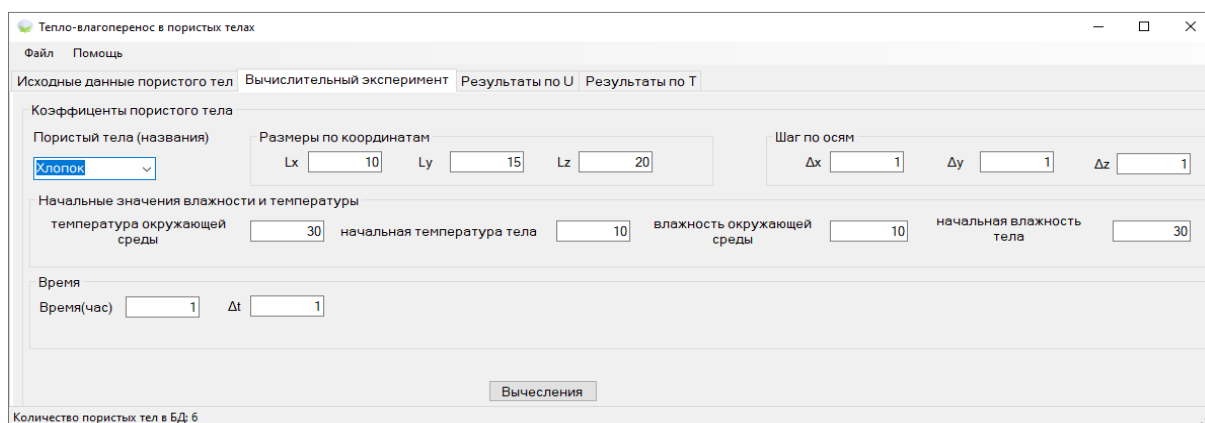 Тепло-влагоперенос в пористых телах
Файл Помощь
Исходные данные пористого тел Вычислительный эксперимент Результаты по U Результаты по T
Коэффиценты пористого тела
Пористый тела (названия) Размеры по координатам Шаг по осям
Хлопок Lx 10 Ly 15 Lz 20 Δx 1 Δy 1 Δz 1
Начальные значения влажности и температуры
температура окружающей среды 30 начальная температура тела 10 влажность окружающей среды 10 начальная влажность тела 30
Время
Время(час) 1 Δt 1
Вычесления
Количество пористых тел в БД: 6